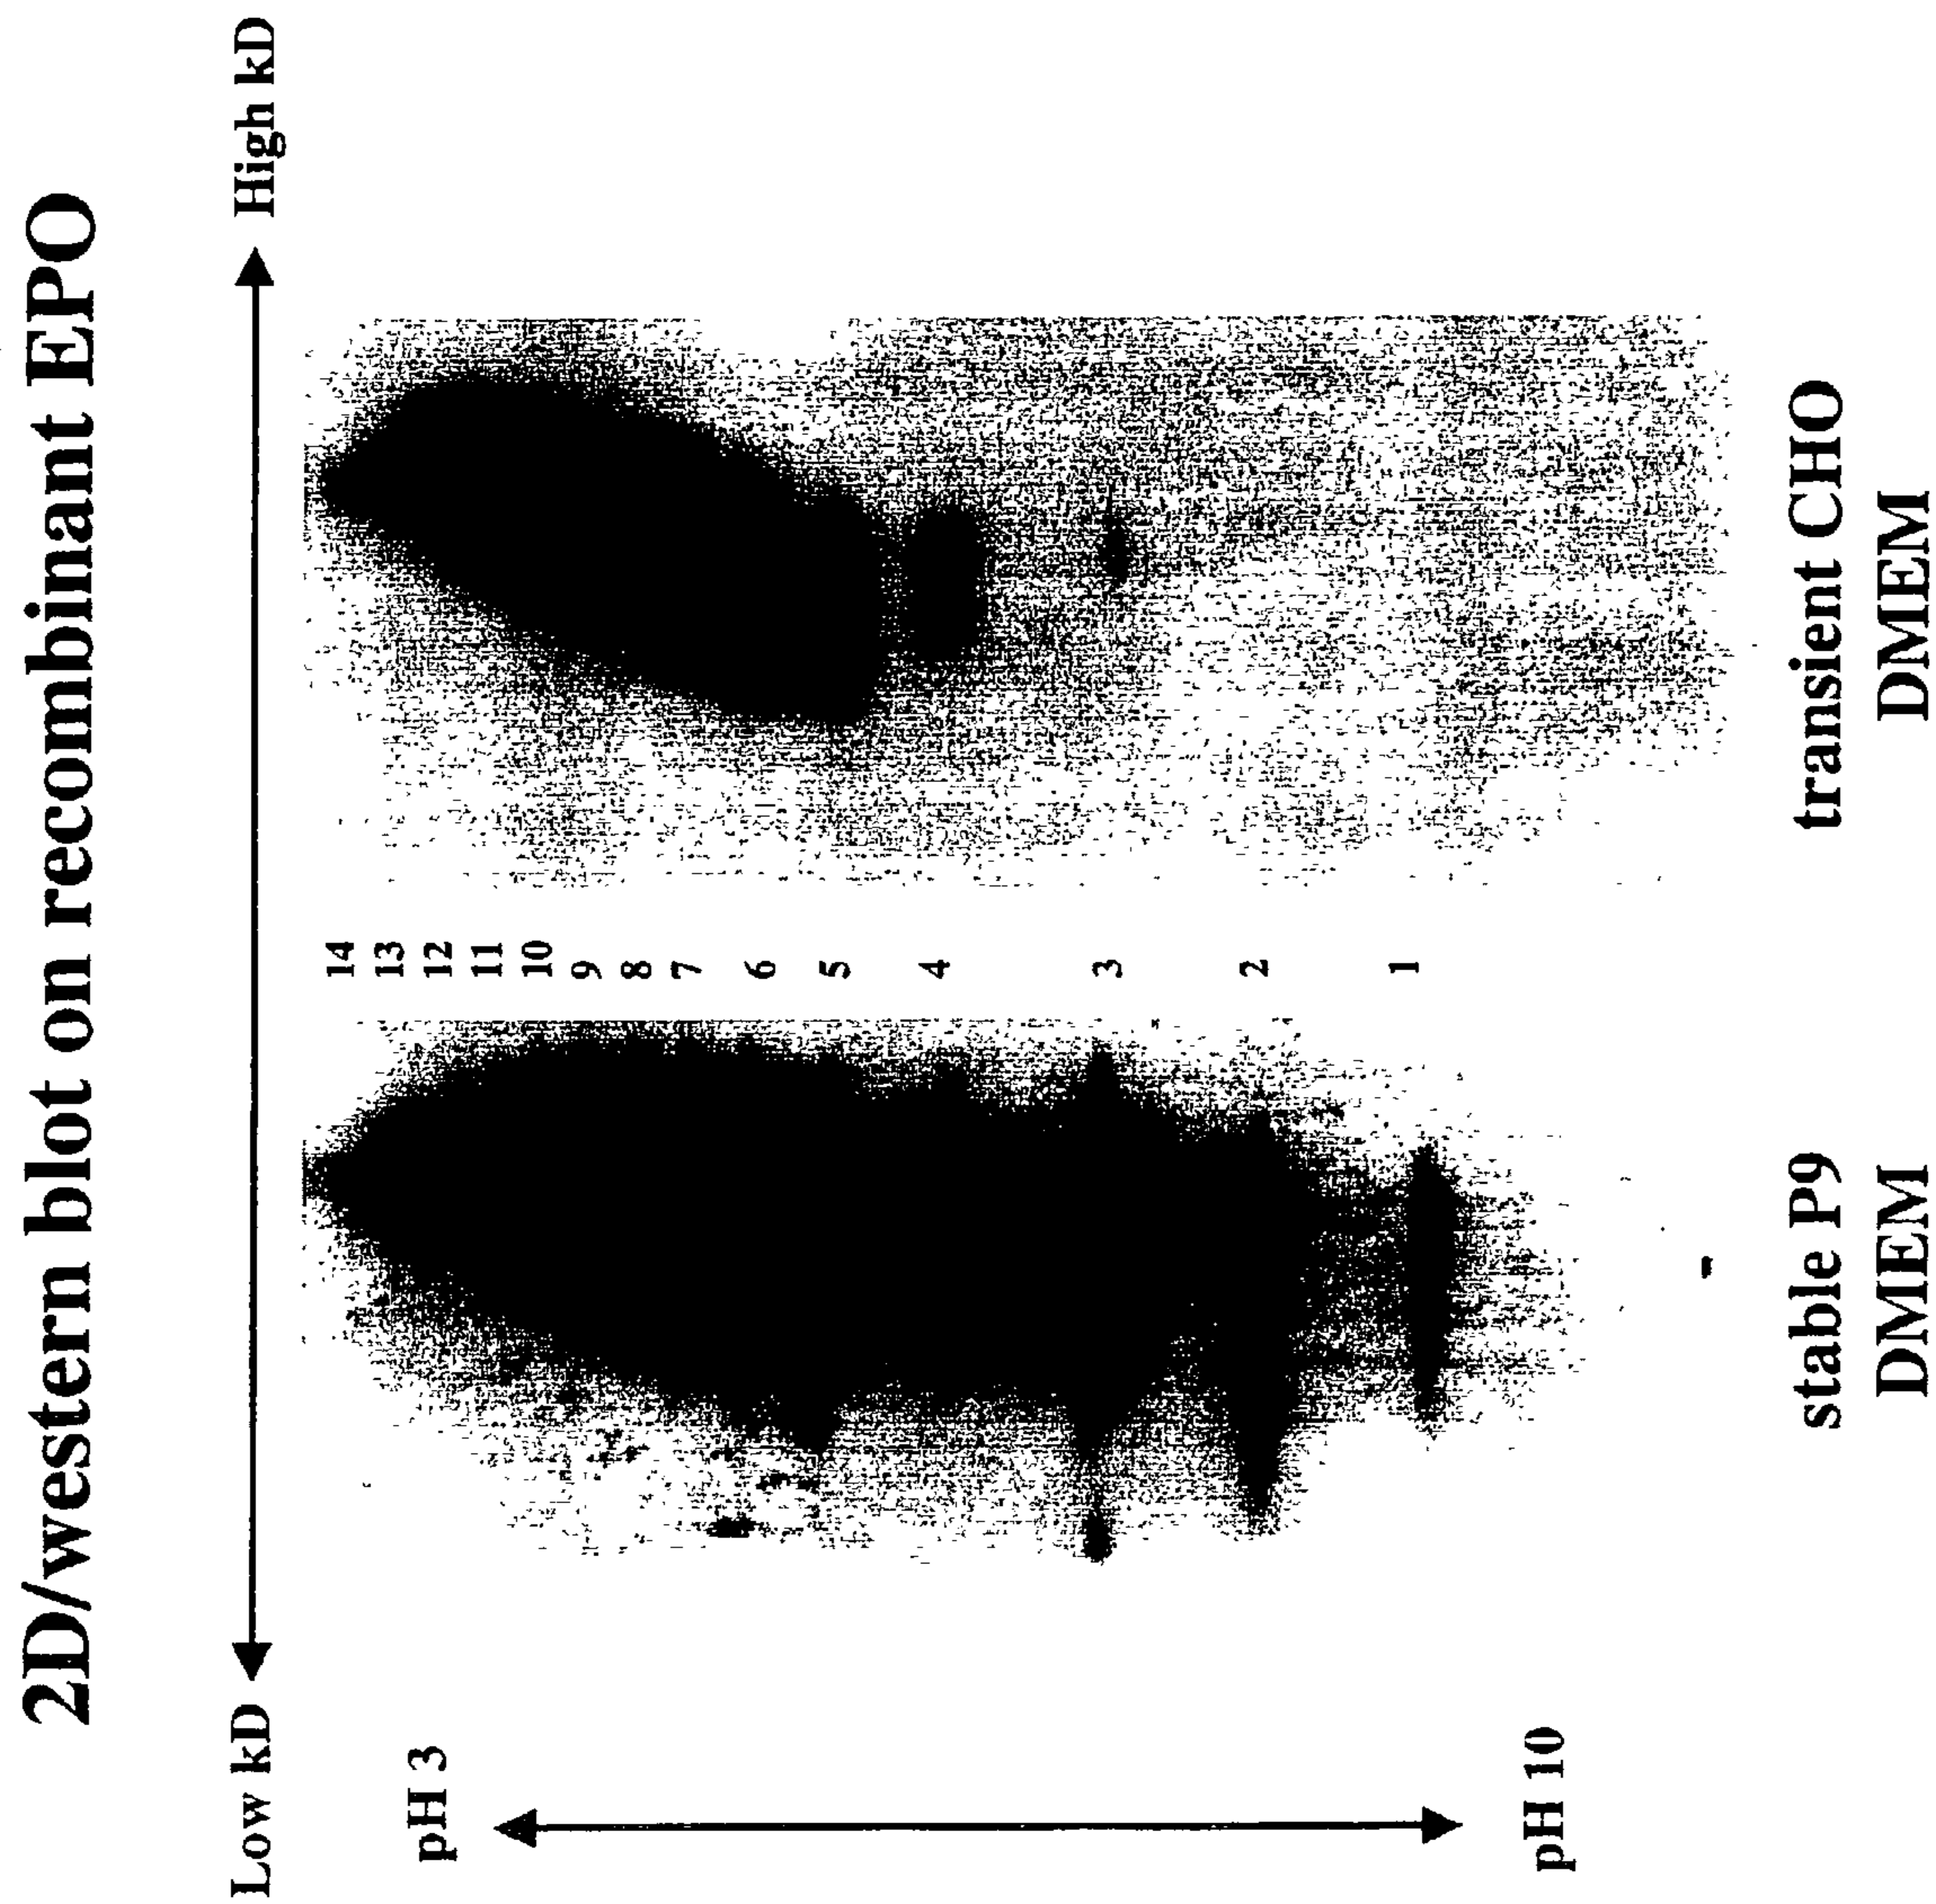 2D/western blot on recombinant EPO
Low kD
High kD
pH 3
pH 10
14
13
12
11
10
9
8
7
6
5
4
3
2
1
stable P9
DMEM
transient CHO
DMEM